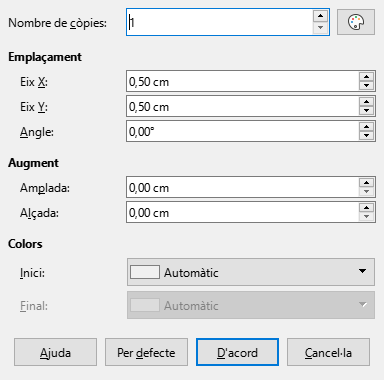 Nombre de còpies: 1
Emplaçament
Eix X: 0,50 cm
Eix Y: 0,50 cm
Angle: 0,00°
Augment
Amplada: 0,00 cm
Alçada: 0,00 cm
Colors
Inici: Automàtic
Final: Automàtic
Ajuda Per defecte D'acord Cancel·la